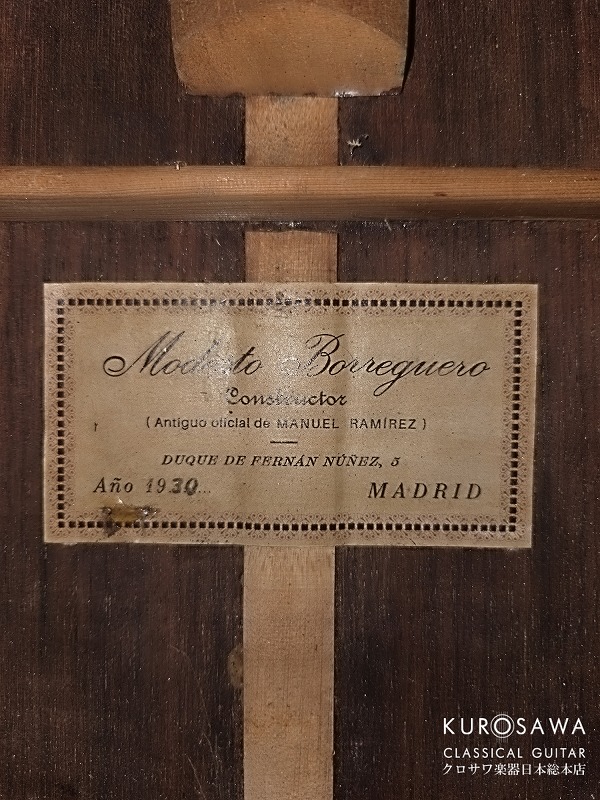 Modesto Borreguero
Constructor
(Antiguo oficial de MANUEL RAMÍREZ)
DUQUE DE FERNÁN NÚÑEZ, 5
Año 1930... MADRID
KUROSAWA
CLASSICAL GUITAR
クロサワ楽器日本総本店